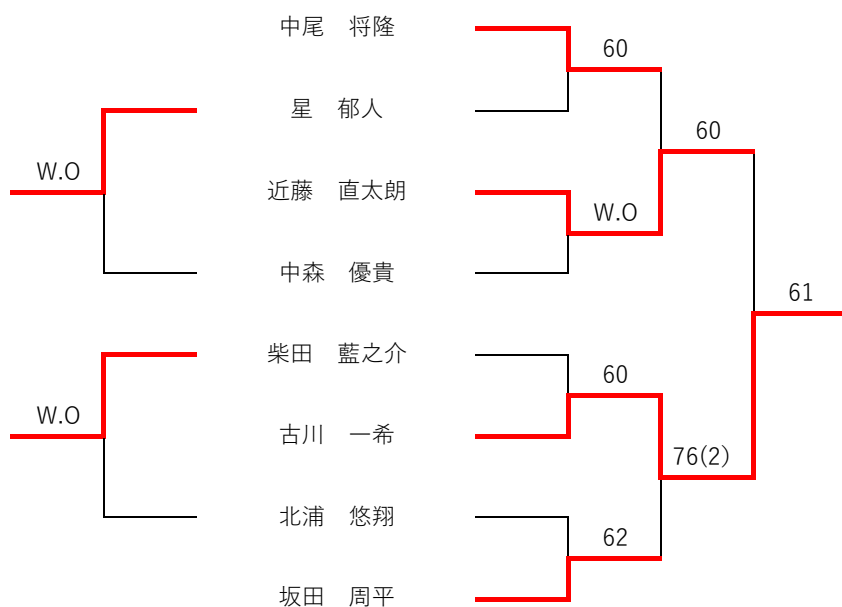 中尾　将隆
60
星　郁人
60
W.O
近藤　直太朗
W.O
中森　優貴
61
柴田　藍之介
60
W.O
古川　一希
76(2)
北浦　悠翔
62
坂田　周平